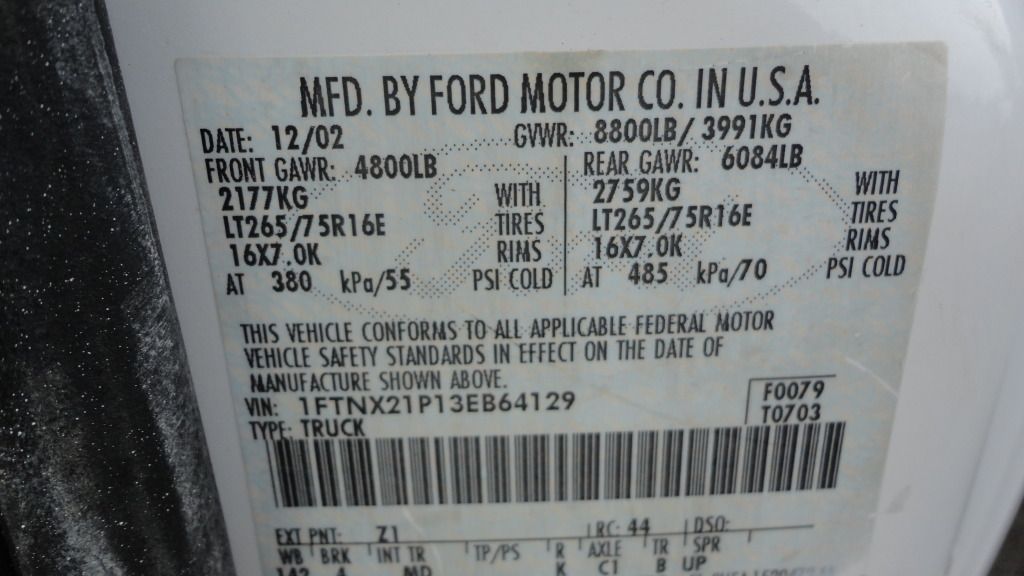 MFD. BY FORD MOTOR CO. IN U.S.A.
DATE: 12/02 GVWR: 8800LB/ 3991KG
FRONT GAWR: 4800LB REAR GAWR: 6084LB
2177KG WITH 2759KG WITH
LT265/75R16E TIRES LT265/75R16E TIRES
16X7.0K RIMS 16X7.0K RIMS
AT 380 kPa/55 PSI COLD AT 485 kPa/70 PSI COLD
THIS VEHICLE CONFORMS TO ALL APPLICABLE FEDERAL MOTOR
VEHICLE SAFETY STANDARDS IN EFFECT ON THE DATE OF
MANUFACTURE SHOWN ABOVE.
VIN: 1FTNX21P13EB64129 F0079
TYPE: TRUCK T0703
EXT PNT: Z1 RC: 44 DSO:
WB BRK INT TR TP/PS R AXLE TR SPR
142 4 MD K C1 B UP